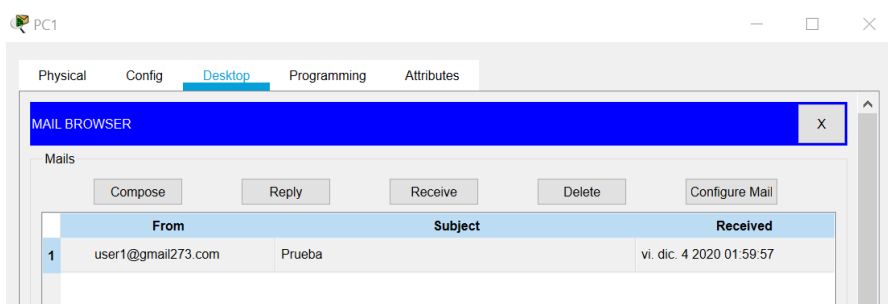 PC1
Physical Config Desktop Programming Attributes
MAIL BROWSER X
Mails
Compose Reply Receive Delete Configure Mail
From Subject Received
1 user1@gmail273.com Prueba vi. dic. 4 2020 01:59:57